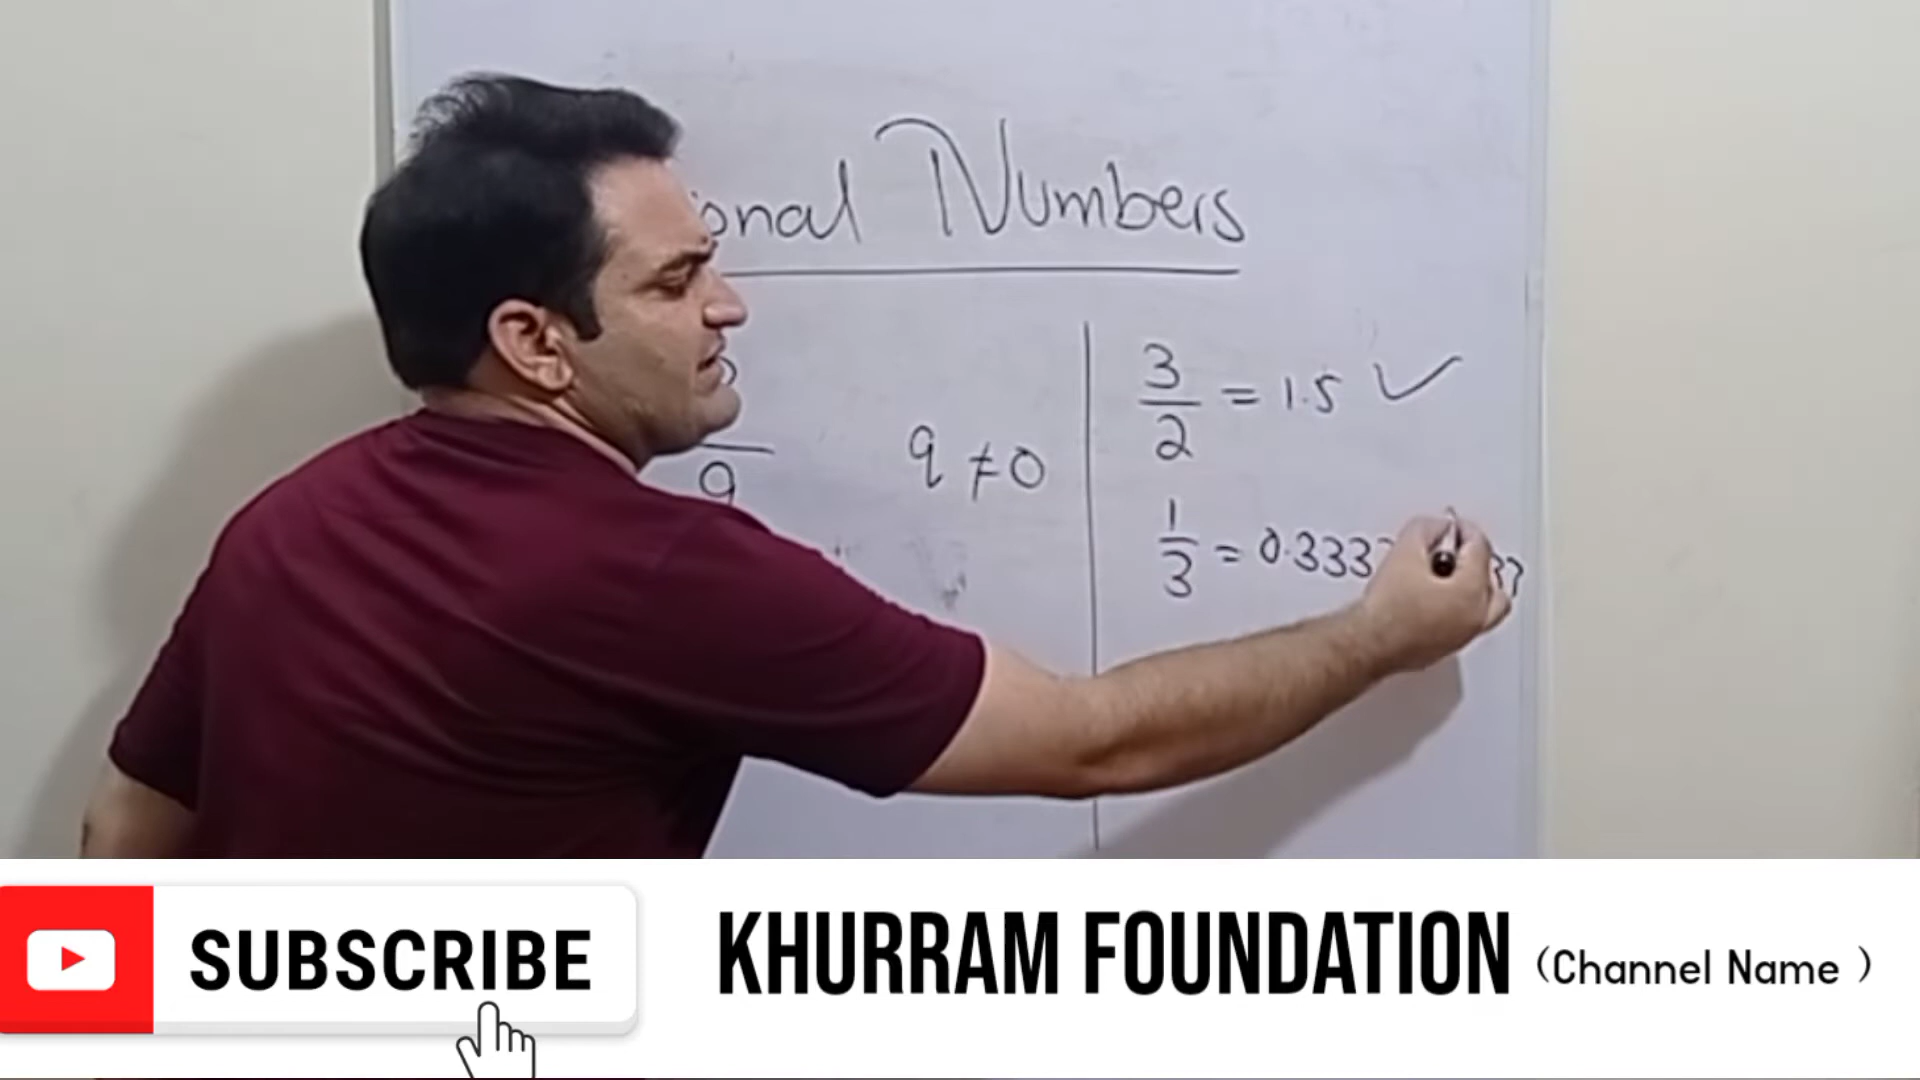 onal Numbers
q ≠ 0
q
3/2 = 1.5 ✓
1/3 = 0.333
SUBSCRIBE
KHURRAM FOUNDATION (Channel Name )